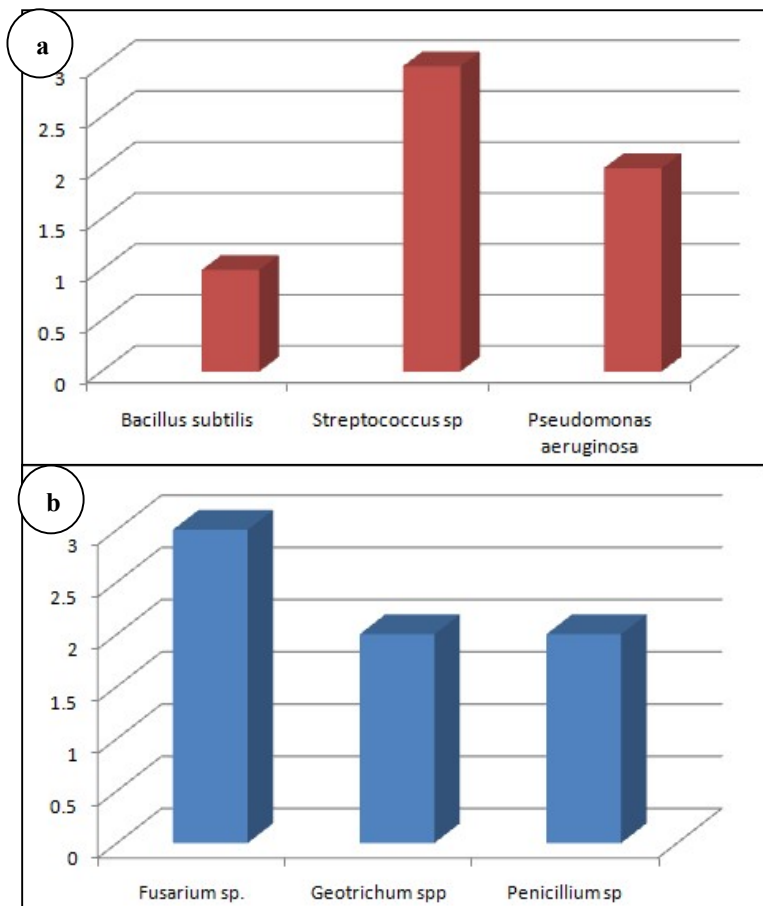 a
3
2.5
2
1.5
1
0.5
0
Bacillus subtilis
Streptococcus sp
Pseudomonas
aeruginosa
b
3
2.5
2
1.5
1
0.5
0
Fusarium sp.
Geotrichum spp
Penicillium sp